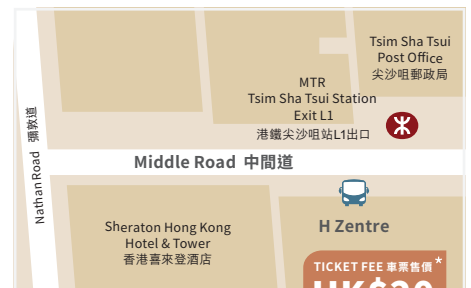 Tsim Sha Tsui
Post Office
尖沙咀郵政局
MTR
Tsim Sha Tsui Station
Exit L1
港鐵尖沙咀站L1出口
Nathan Road 彌敦道
Middle Road 中間道
Sheraton Hong Kong
Hotel & Tower
香港喜來登酒店
H Zentre
TICKET FEE 車票售價*
HK$20